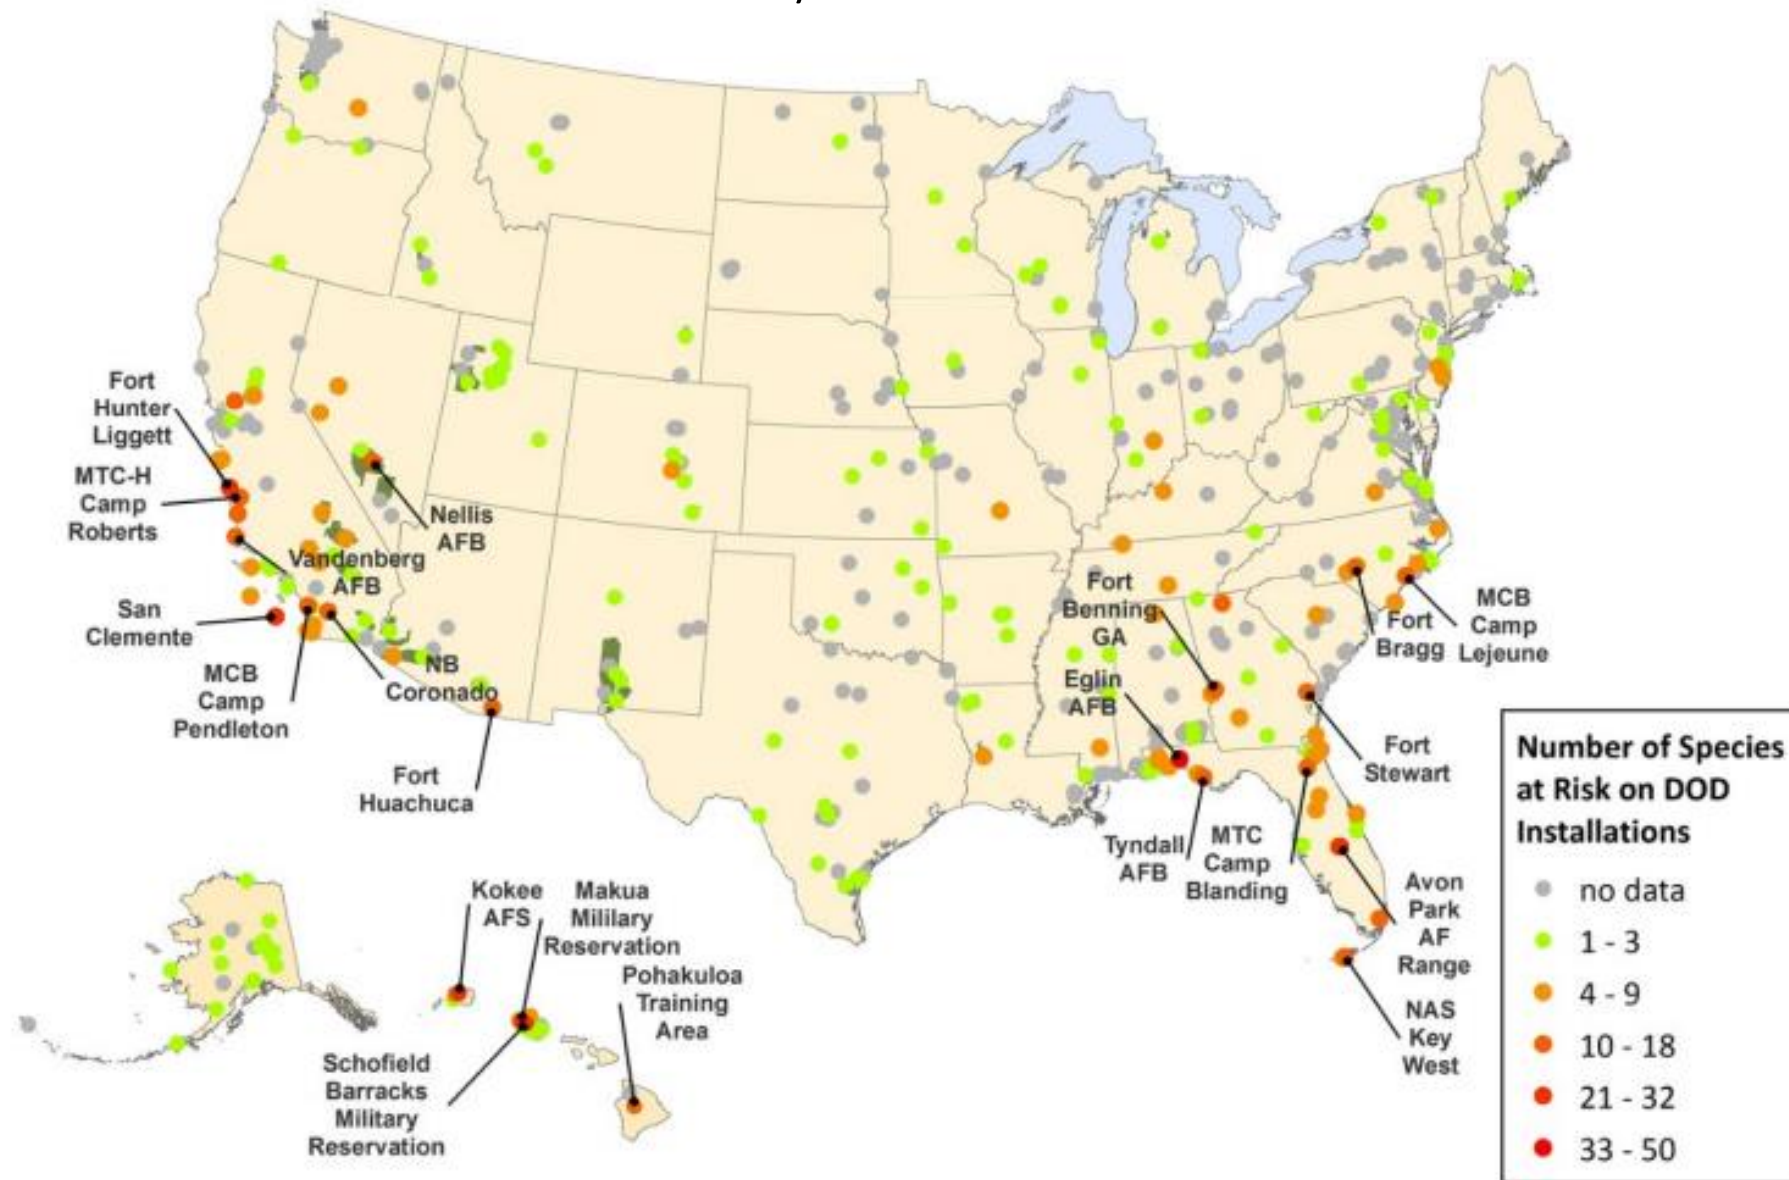 Fort
Hunter
Liggett
MTC-H
Camp
Roberts
Nellis
AFB
Vandenberg
AFB
San
Clemente
MCB
Camp
Pendleton
NB
Coronado
Fort
Huachuca
Fort
Benning
GA
Eglin
AFB
Fort
Bragg
MCB
Camp
Lejeune
Fort
Stewart
Tyndall
AFB
MTC
Camp
Blanding
Avon
Park
AF
Range
NAS
Key
West
Kokee
AFS
Makua
Mililary
Reservation
Pohakuloa
Training
Area
Schofield
Barracks
Military
Reservation
Number of Species
at Risk on DOD
Installations
no data
1 - 3
4 - 9
10 - 18
21 - 32
33 - 50